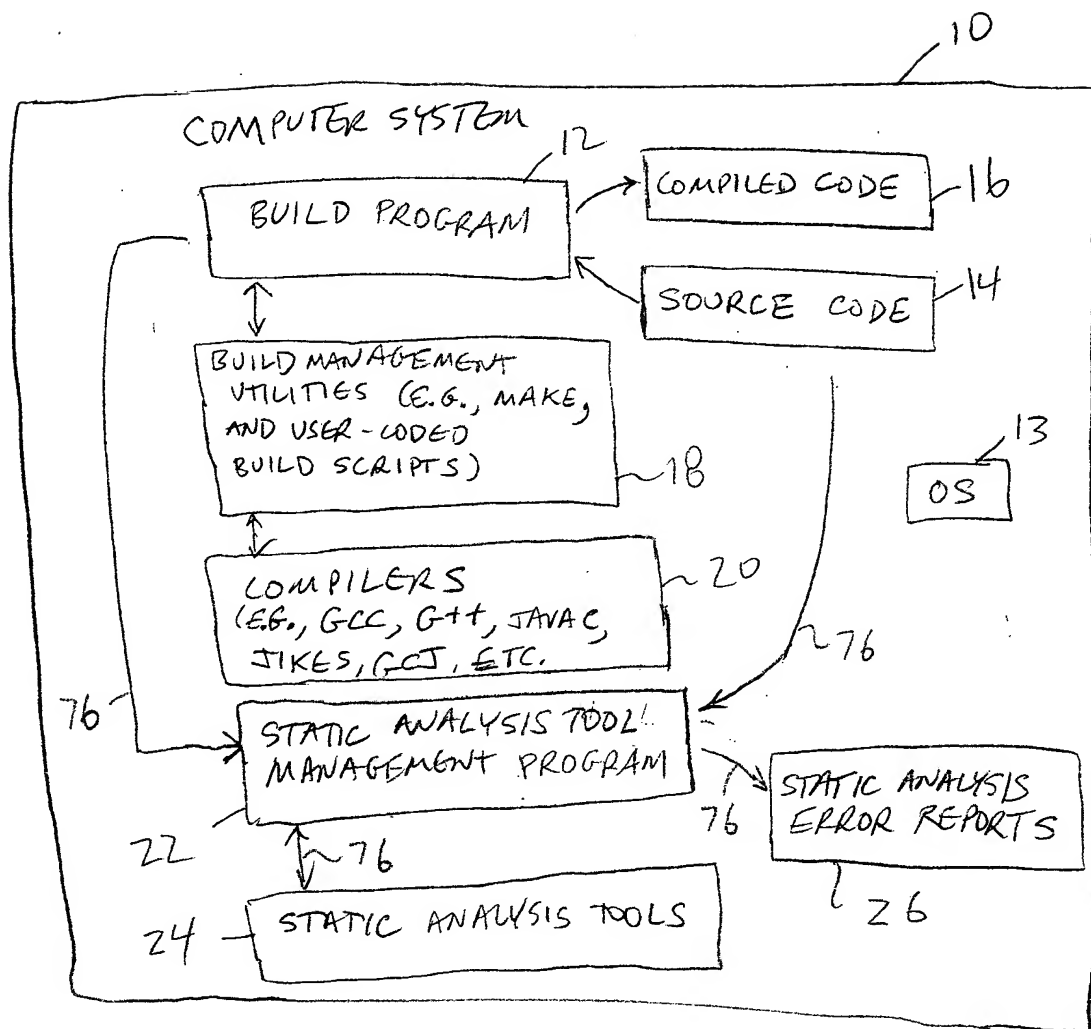 10
COMPUTER SYSTEM
12
BUILD PROGRAM
COMPILED CODE
16
SOURCE CODE
14
BUILD MANAGEMENT
UTILITIES (E.G., MAKE,
AND USER-CODED
BUILD SCRIPTS)
18
13
OS
COMPILERS
(E.G., GCC, G++, JAVAC,
JIKES, GCJ, ETC.
20
76
76
STATIC ANALYSIS TOOL
MANAGEMENT PROGRAM
22
76
STATIC ANALYSIS
ERROR REPORTS
26
76
24
STATIC ANALYSIS TOOLS